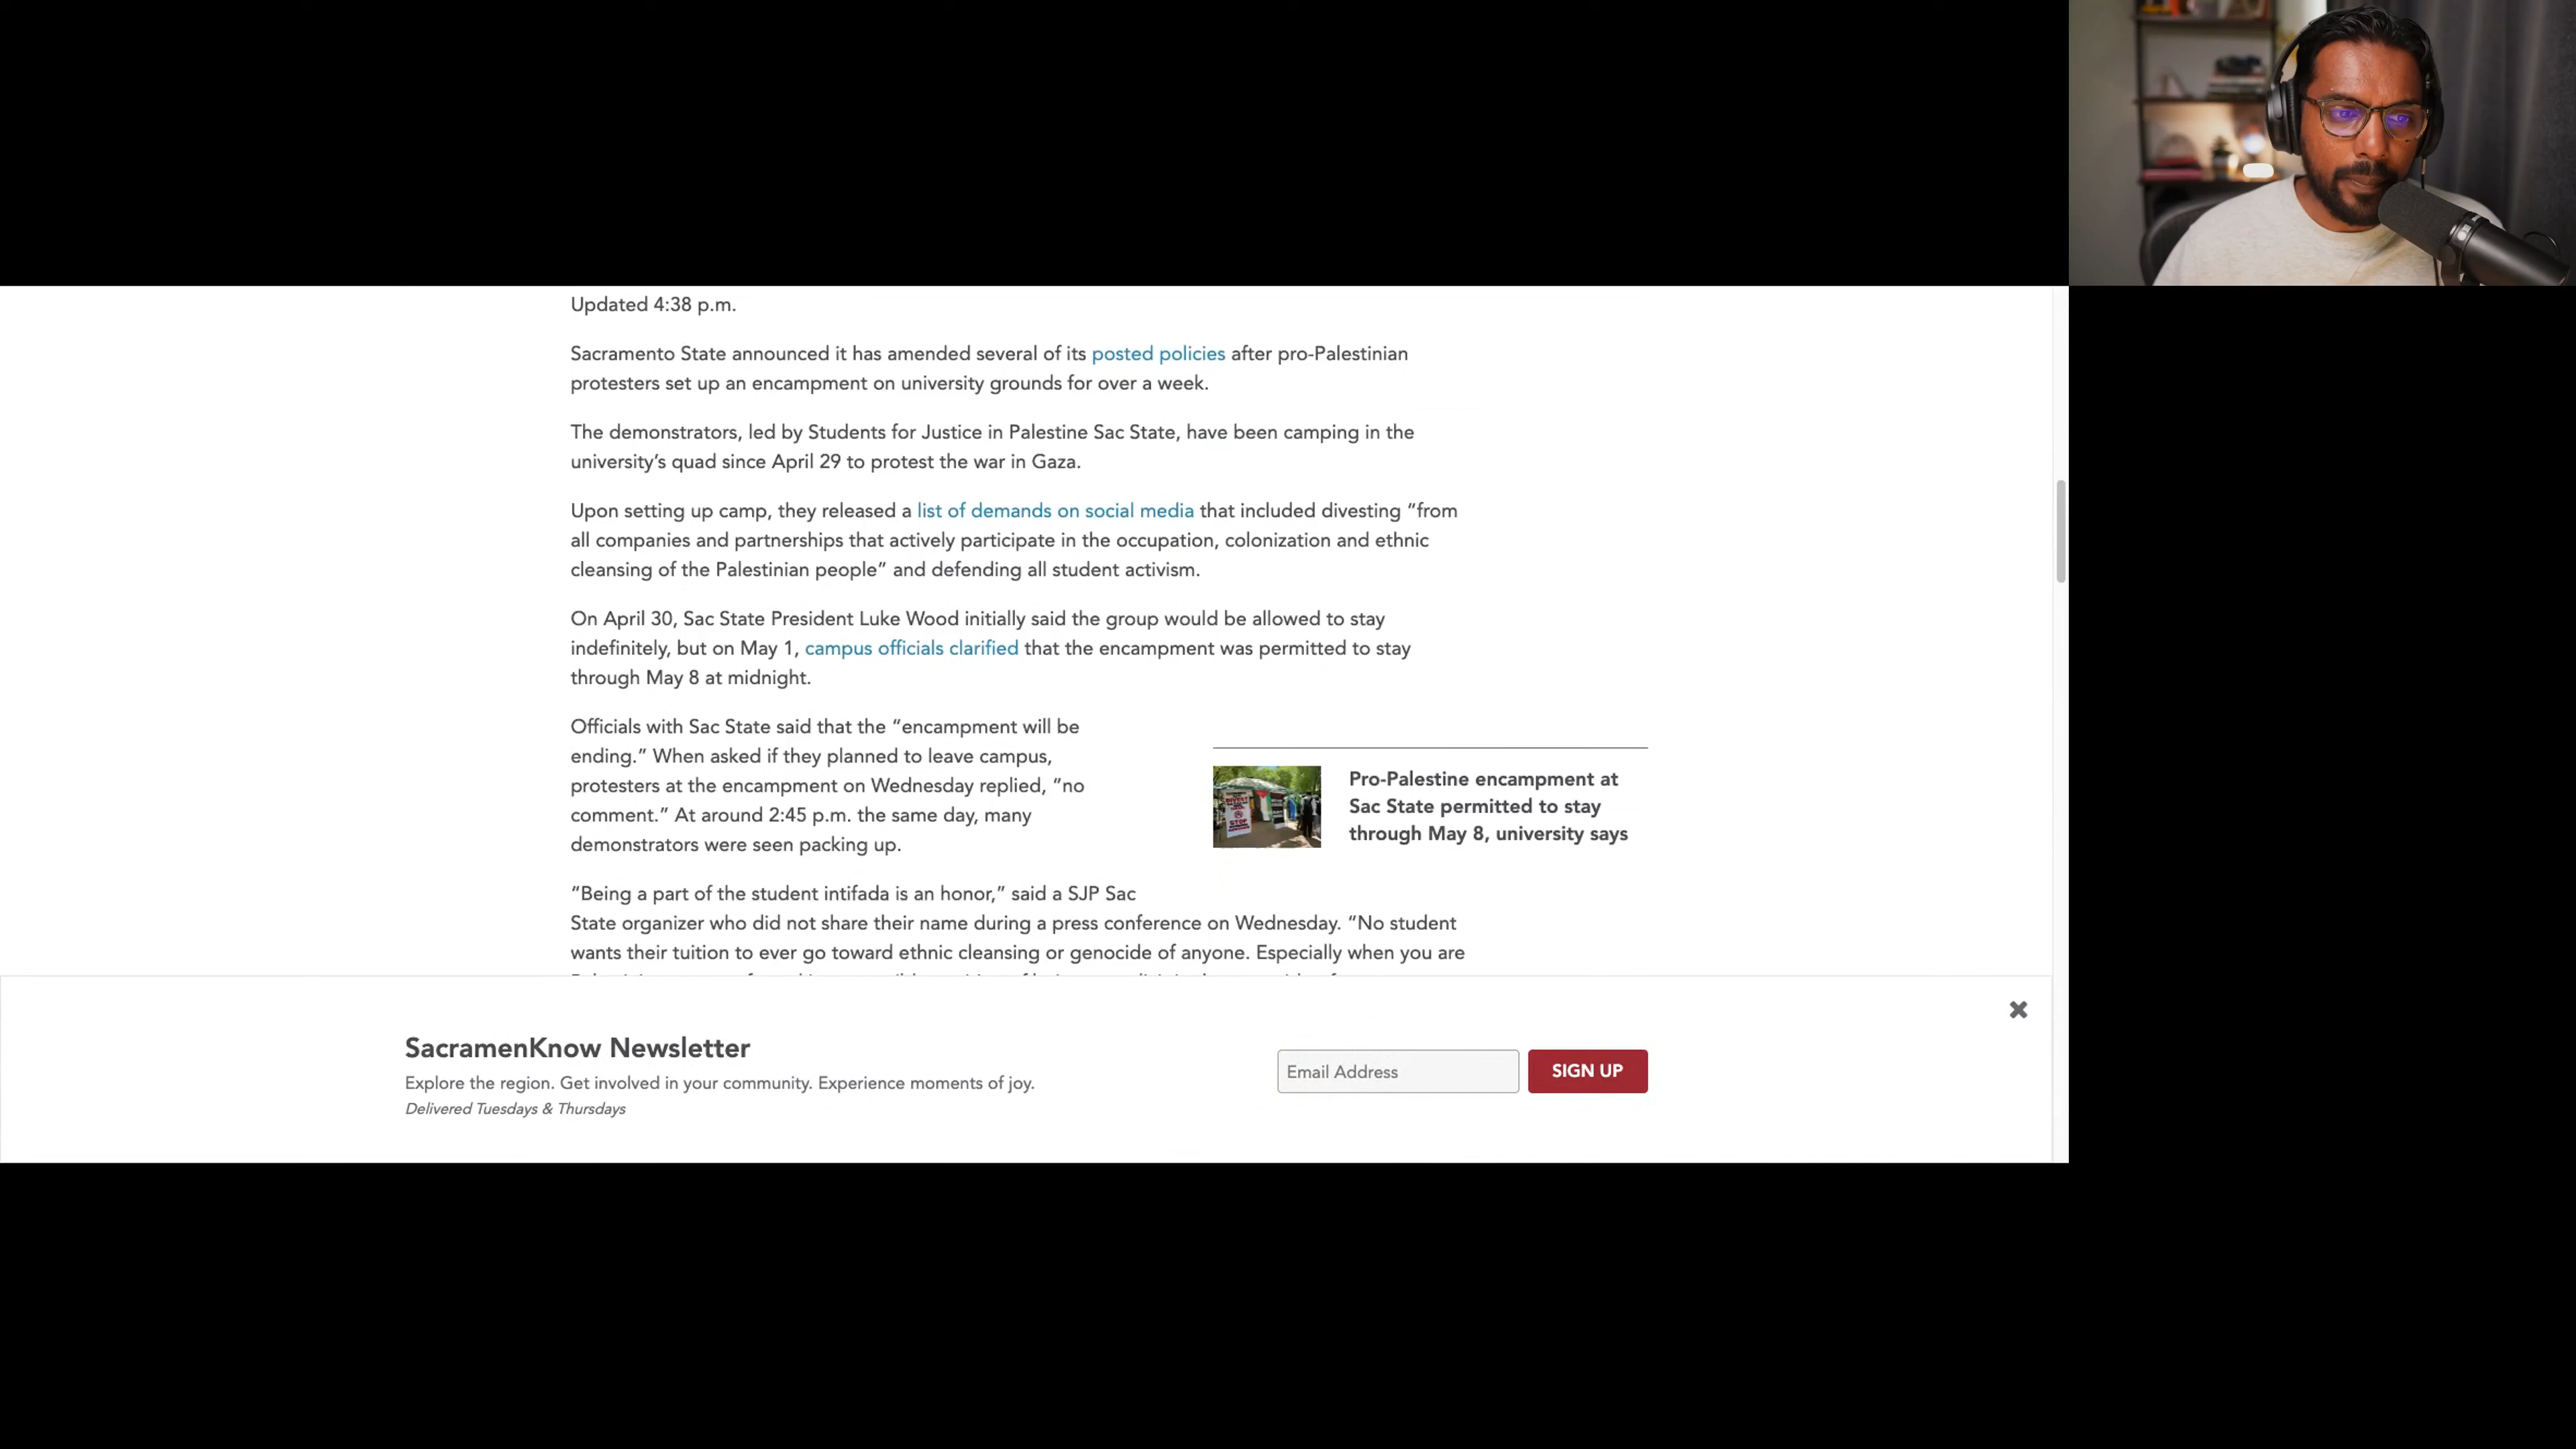 Updated 4:38 p.m.
Sacramento State announced it has amended several of its posted policies after pro-Palestinian
protesters set up an encampment on university grounds for over a week.
The demonstrators, led by Students for Justice in Palestine Sac State, have been camping in the
university’s quad since April 29 to protest the war in Gaza.
Upon setting up camp, they released a list of demands on social media that included divesting “from
all companies and partnerships that actively participate in the occupation, colonization and ethnic
cleansing of the Palestinian people” and defending all student activism.
On April 30, Sac State President Luke Wood initially said the group would be allowed to stay
indefinitely, but on May 1, campus officials clarified that the encampment was permitted to stay
through May 8 at midnight.
Officials with Sac State said that the “encampment will be
ending.” When asked if they planned to leave campus,
protesters at the encampment on Wednesday replied, “no
comment.” At around 2:45 p.m. the same day, many
demonstrators were seen packing up.
Pro-Palestine encampment at
Sac State permitted to stay
through May 8, university says
“Being a part of the student intifada is an honor,” said a SJP Sac
State organizer who did not share their name during a press conference on Wednesday. “No student
wants their tuition to ever go toward ethnic cleansing or genocide of anyone. Especially when you are
SacramenKnow Newsletter
Explore the region. Get involved in your community. Experience moments of joy.
Delivered Tuesdays & Thursdays
Email Address
SIGN UP